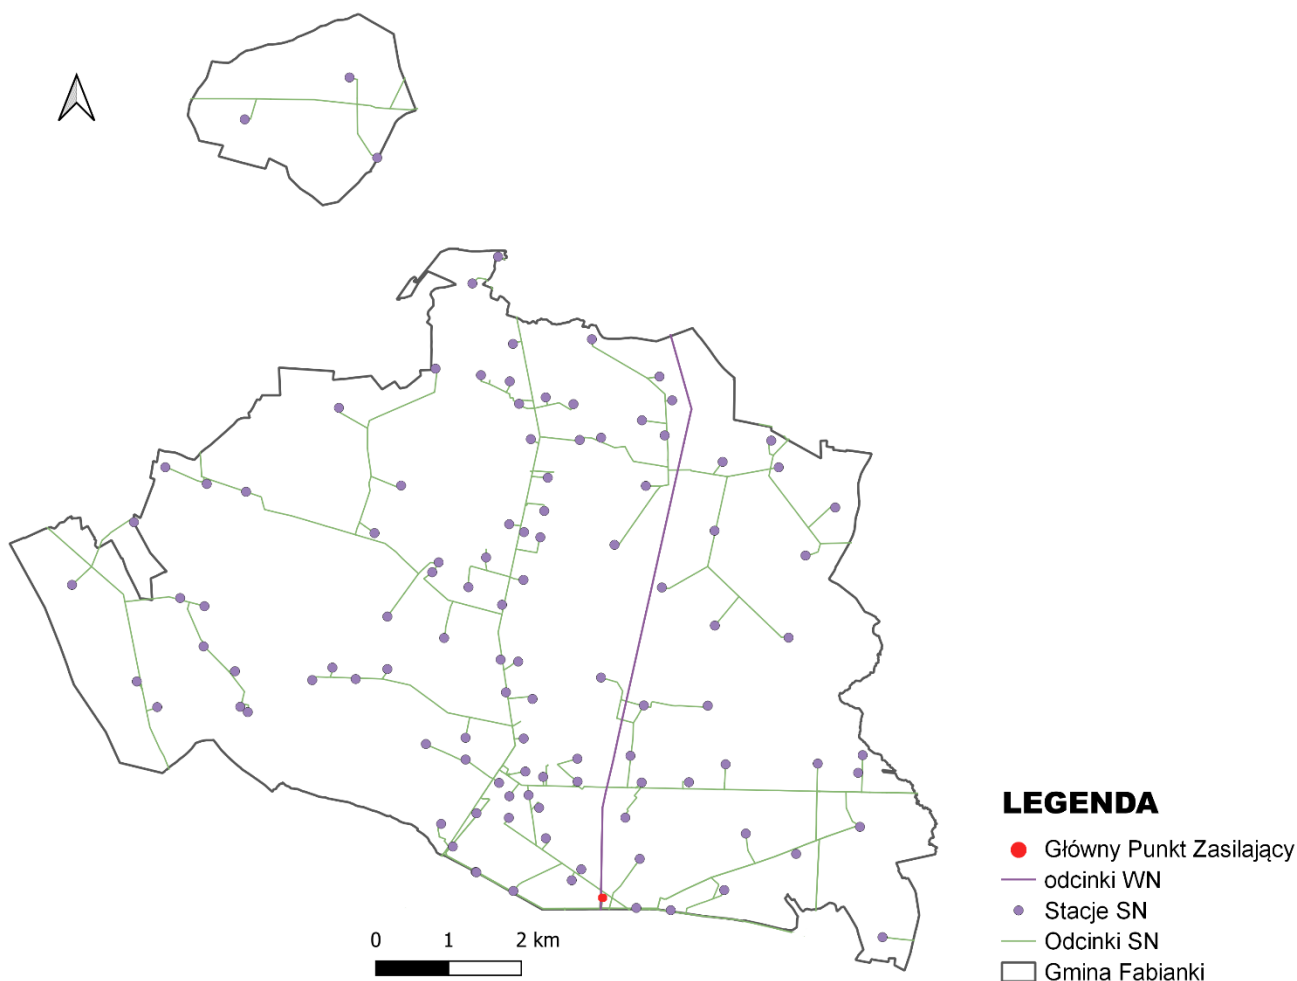 0 1 2 km
LEGENDA
Główny Punkt Zasilający
odcinki WN
Stacje SN
Odcinki SN
Gmina Fabianki